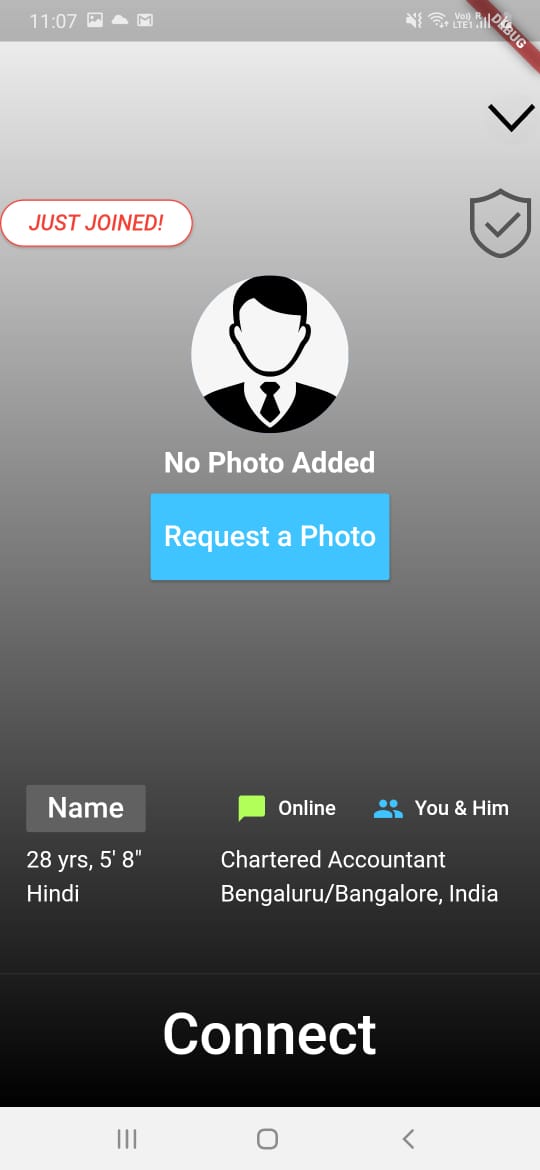 11:07
Vo) R
LTE1
DEBUG
JUST JOINED!
No Photo Added
Request a Photo
Name
Online
You & Him
28 yrs, 5' 8"
Chartered Accountant
Hindi
Bengaluru/Bangalore, India
Connect